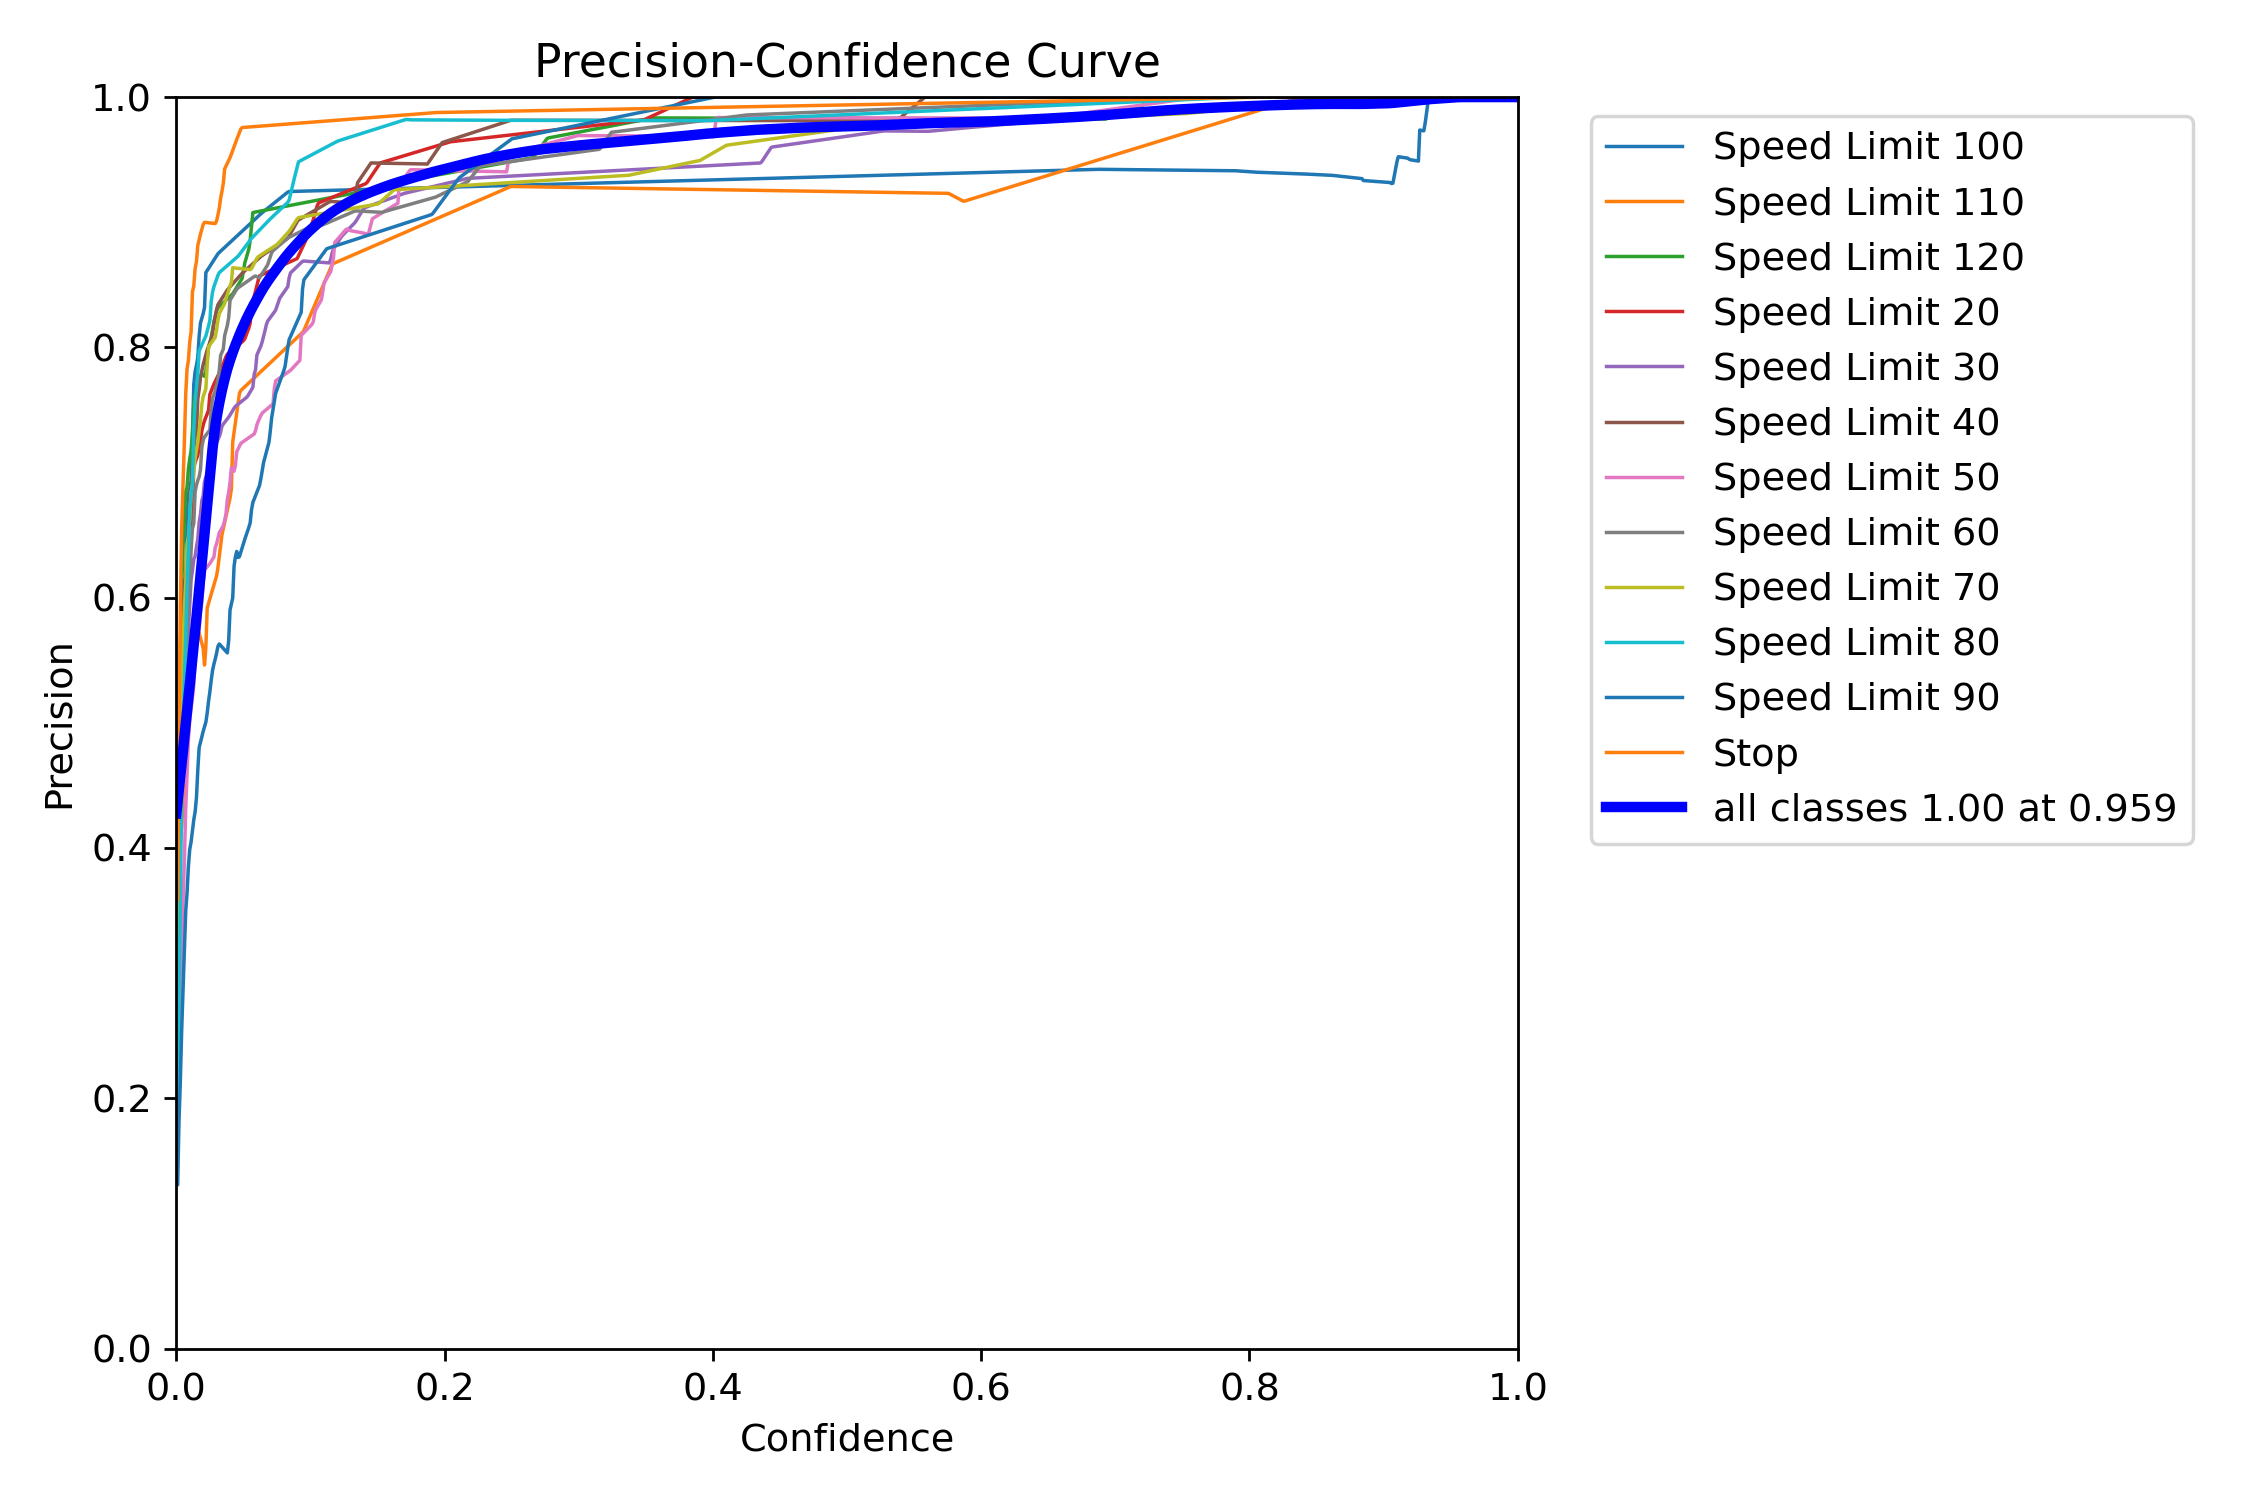 Precision-Confidence Curve
1.0
0.8
0.6
0.4
0.2
0.0
Precision
0.0 0.2 0.4 0.6 0.8 1.0
Confidence
Speed Limit 100
Speed Limit 110
Speed Limit 120
Speed Limit 20
Speed Limit 30
Speed Limit 40
Speed Limit 50
Speed Limit 60
Speed Limit 70
Speed Limit 80
Speed Limit 90
Stop
all classes 1.00 at 0.959